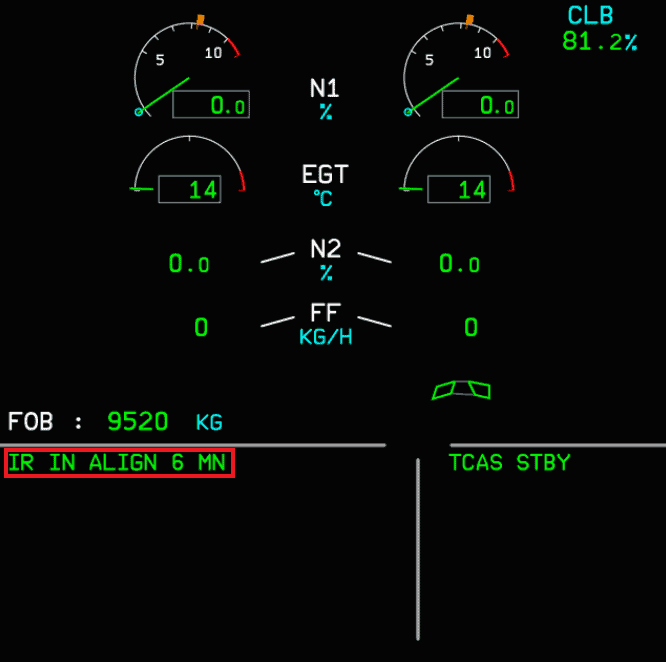 CLB
81.2%
5 10
5 10
N1
%
0.0
0.0
EGT
°C
14
14
N2
%
0.0
0.0
FF
KG/H
0
0
FOB : 9520 KG
IR IN ALIGN 6 MN
TCAS STBY